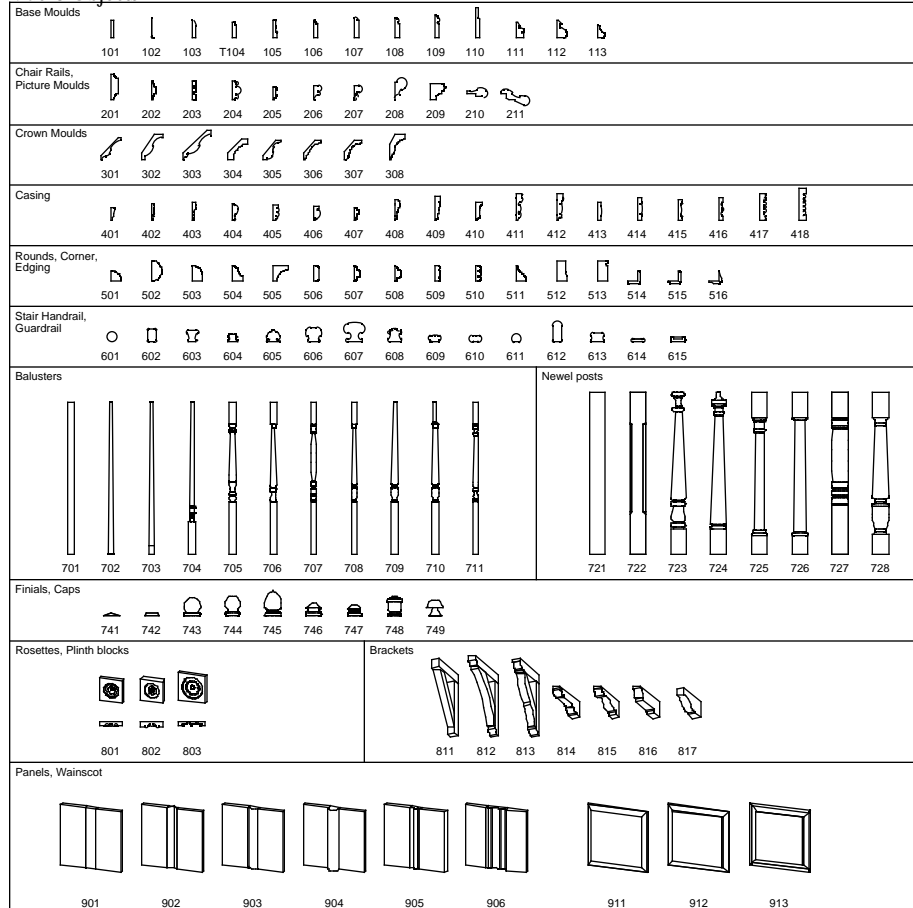 Base Moulds
101 102 103 T104 105 106 107 108 109 110 111 112 113
Chair Rails,
Picture Moulds
201 202 203 204 205 206 207 208 209 210 211
Crown Moulds
301 302 303 304 305 306 307 308
Casing
401 402 403 404 405 406 407 408 409 410 411 412 413 414 415 416 417 418
Rounds, Corner,
Edging
501 502 503 504 505 506 507 508 509 510 511 512 513 514 515 516
Stair Handrail,
Guardrail
601 602 603 604 605 606 607 608 609 610 611 612 613 614 615
Balusters
701 702 703 704 705 706 707 708 709 710 711
Newel posts
721 722 723 724 725 726 727 728
Finials, Caps
741 742 743 744 745 746 747 748 749
Rosettes, Plinth blocks
801 802 803
Brackets
811 812 813 814 815 816 817
Panels, Wainscot
901 902 903 904 905 906 911 912 913